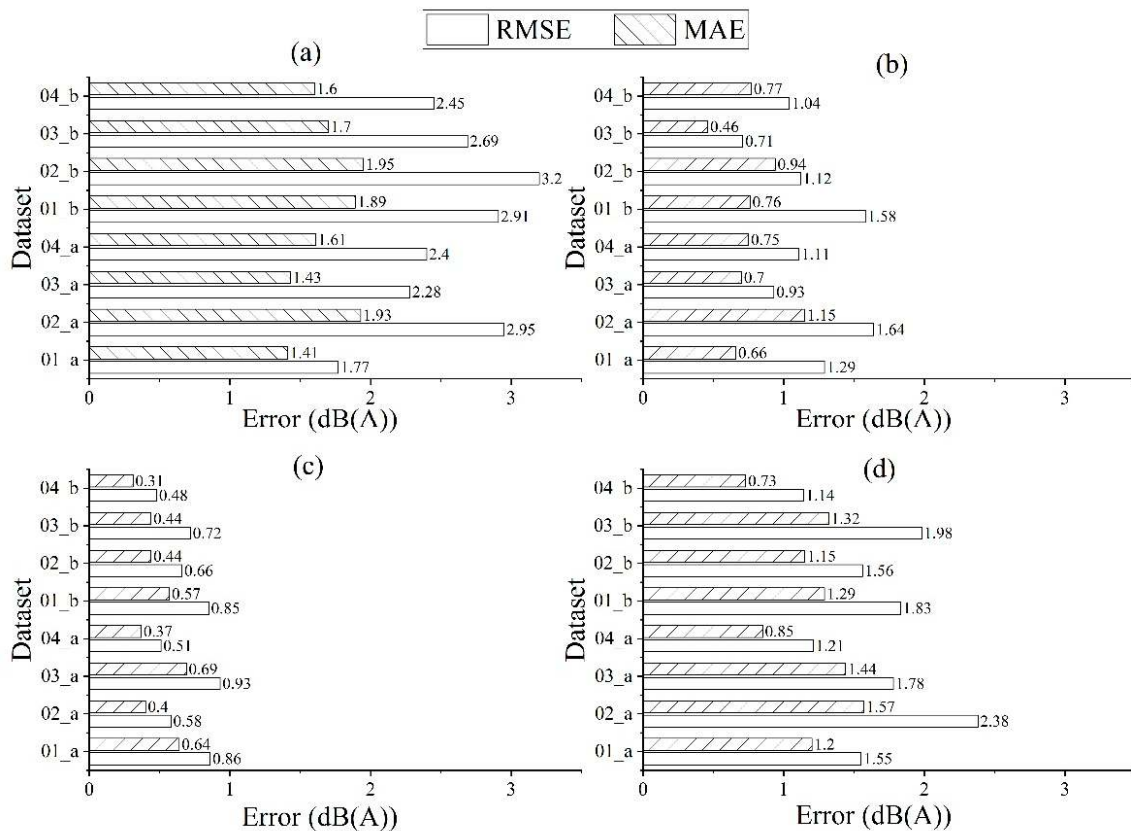 RMSE MAE
(a)
Dataset
04_b 1.6
2.45
03_b 1.7
2.69
02_b 1.95
3.2
01_b 1.89
2.91
04_a 1.61
2.4
03_a 1.43
2.28
02_a 1.93
2.95
01_a 1.41
1.77
0 1 2 3
Error (dB(A))
(b)
Dataset
04_b 0.77
1.04
03_b 0.46
0.71
02_b 0.94
1.12
01_b 0.76
1.58
04_a 0.75
1.11
03_a 0.7
0.93
02_a 1.15
1.64
01_a 0.66
1.29
0 1 2 3
Error (dB(A))
(c)
Dataset
04_b 0.31
0.48
03_b 0.44
0.72
02_b 0.44
0.66
01_b 0.57
0.85
04_a 0.37
0.51
03_a 0.69
0.93
02_a 0.4
0.58
01_a 0.64
0.86
0 1 2 3
Error (dB(A))
(d)
Dataset
04_b 0.73
1.14
03_b 1.32
1.98
02_b 1.15
1.56
01_b 1.29
1.83
04_a 0.85
1.21
03_a 1.44
1.78
02_a 1.57
2.38
01_a 1.2
1.55
0 1 2 3
Error (dB(A))